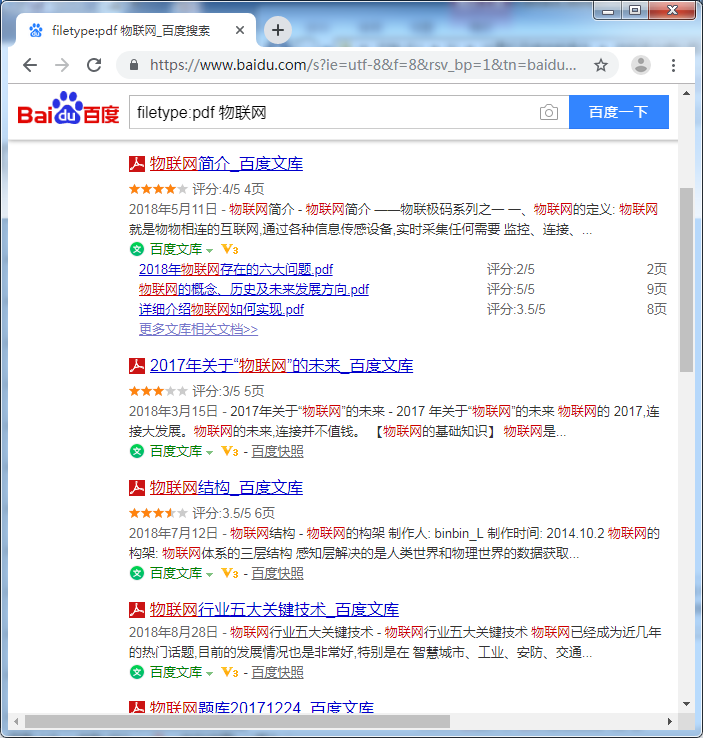 filetype:pdf 物联网_百度搜索
https://www.baidu.com/s?ie=utf-8&f=8&rsv_bp=1&tn=baidu...
Bai du 百度
filetype:pdf 物联网
百度一下
物联网简介_百度文库
评分:4/5 4页
2018年5月11日 - 物联网简介 - 物联网简介 ——物联极码系列之一 一、物联网的定义: 物联网
就是物物相连的互联网,通过各种信息传感设备,实时采集任何需要 监控、连接、...
百度文库 V3
2018年物联网存在的六大问题.pdf 评分:2/5 2页
物联网的概念、历史及未来发展方向.pdf 评分:5/5 9页
详细介绍物联网如何实现.pdf 评分:3.5/5 8页
更多文库相关文档>>
2017年关于“物联网”的未来_百度文库
评分:3/5 5页
2018年3月15日 - 2017年关于“物联网”的未来 - 2017 年关于“物联网”的未来 物联网的 2017,连
接大发展。物联网的未来,连接并不值钱。 【物联网的基础知识】 物联网是...
百度文库 V3 - 百度快照
物联网结构_百度文库
评分:3.5/5 6页
2018年7月12日 - 物联网结构 - 物联网的构架 制作人: binbin_L 制作时间: 2014.10.2 物联网的
构架: 物联网体系的三层结构 感知层解决的是人类世界和物理世界的数据获取...
百度文库 V3 - 百度快照
物联网行业五大关键技术_百度文库
2018年8月28日 - 物联网行业五大关键技术 - 物联网行业五大关键技术 物联网已经成为近几年
的热门话题,目前的发展情况也是非常好,特别是在 智慧城市、工业、安防、交通...
百度文库 V3 - 百度快照
物联网题库20171224_百度文库